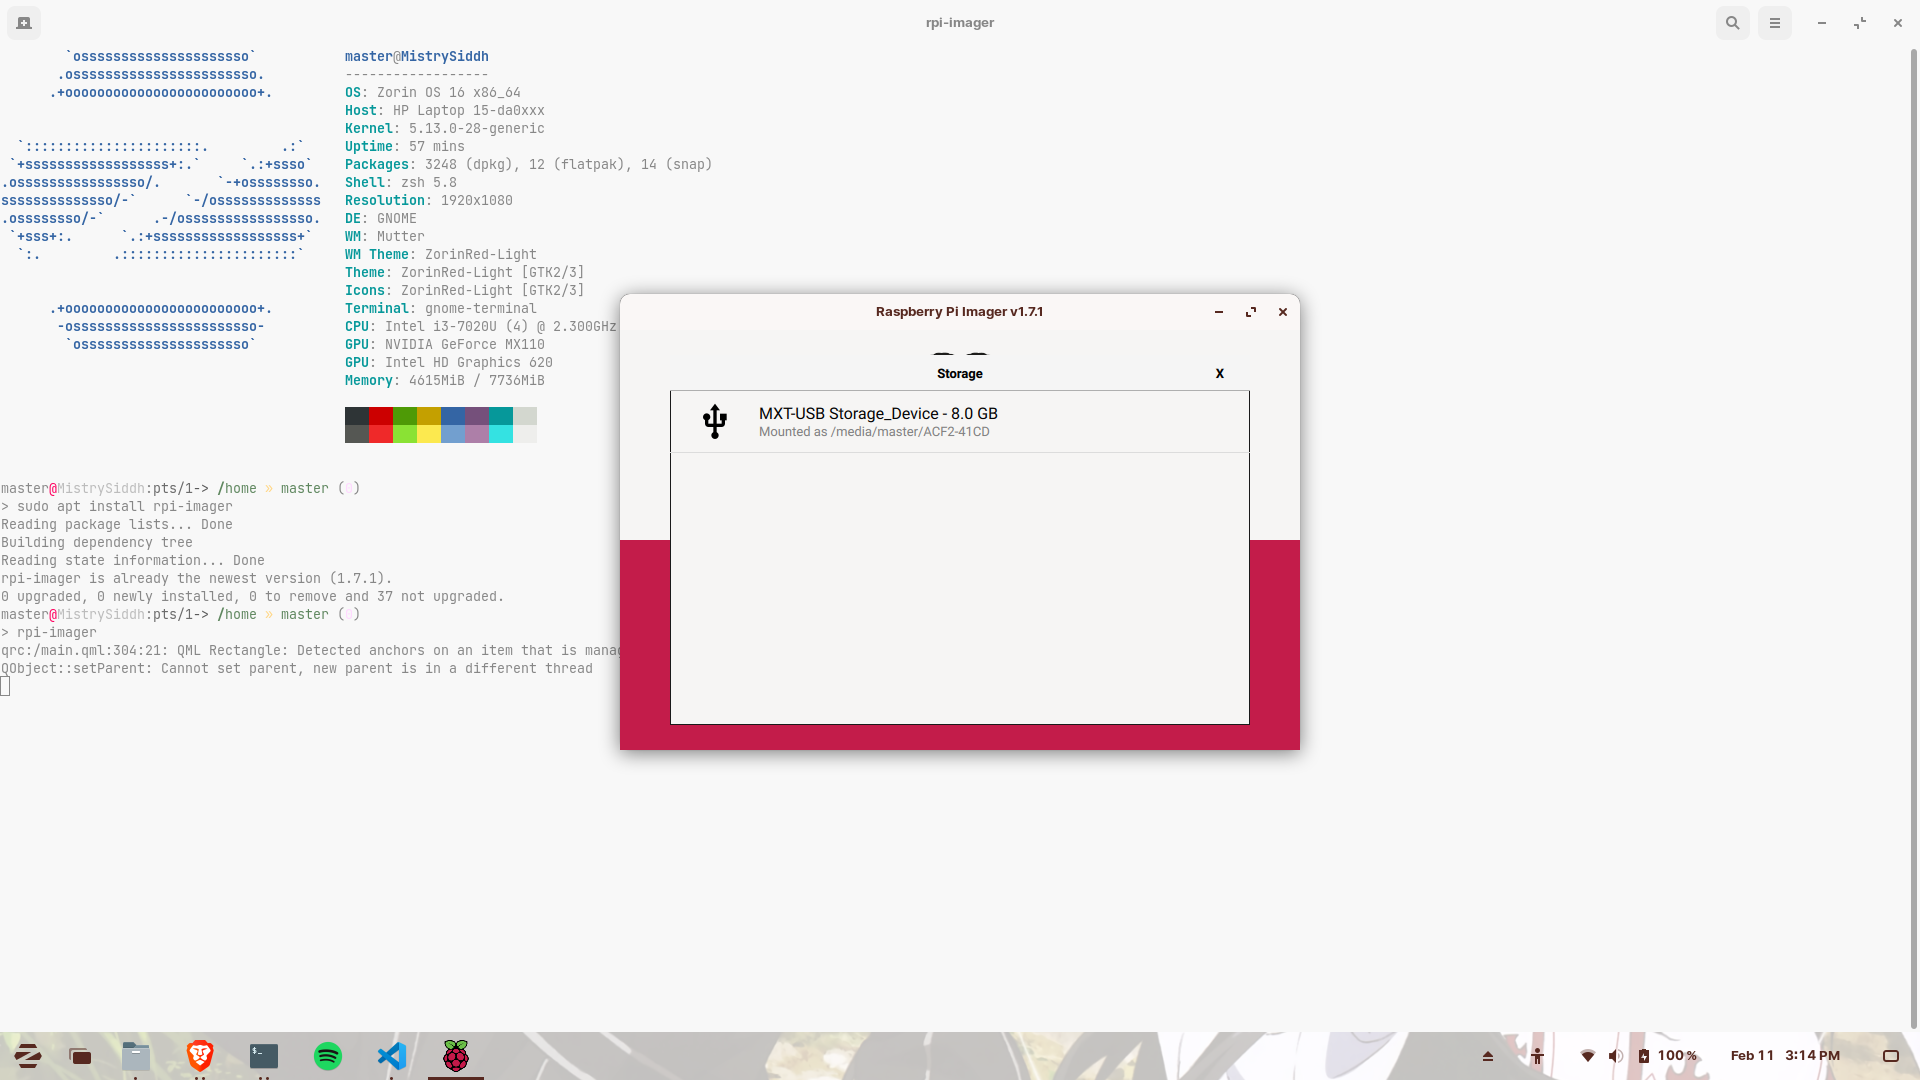 rpi-imager
`osssssssssssssssssssssso`
.osssssssssssssssssssssssso.
.+oooooooooooooooooooooooo+.
`::::::::::::::::::::::. .:`
`+ssssssssssssssssss+:.` `.:+ssso`
.ossssssssssssssso/. `-+ossssssso.
ssssssssssssso/-` `-/osssssssssssss
.ossssssso/-` .-/ossssssssssssssso.
`+sss+:. `.:+ssssssssssssssssss+`
`:. .::::::::::::::::::::::`
.+oooooooooooooooooooooooo+.
-osssssssssssssssssssssssso-
`osssssssssssssssssssssso`
master@MistrySiddh
------------------
OS: Zorin OS 16 x86_64
Host: HP Laptop 15-da0xxx
Kernel: 5.13.0-28-generic
Uptime: 57 mins
Packages: 3248 (dpkg), 12 (flatpak), 14 (snap)
Shell: zsh 5.8
Resolution: 1920x1080
DE: GNOME
WM: Mutter
WM Theme: ZorinRed-Light
Theme: ZorinRed-Light [GTK2/3]
Icons: ZorinRed-Light [GTK2/3]
Terminal: gnome-terminal
CPU: Intel i3-7020U (4) @ 2.300GHz
GPU: NVIDIA GeForce MX110
GPU: Intel HD Graphics 620
Memory: 4615MiB / 7736MiB
master@MistrySiddh:pts/1-> /home » master (0)
> sudo apt install rpi-imager
Reading package lists... Done
Building dependency tree
Reading state information... Done
rpi-imager is already the newest version (1.7.1).
0 upgraded, 0 newly installed, 0 to remove and 37 not upgraded.
master@MistrySiddh:pts/1-> /home » master (0)
> rpi-imager
qrc:/main.qml:304:21: QML Rectangle: Detected anchors on an item that is
QObject::setParent: Cannot set parent, new parent is in a different thread
Raspberry Pi Imager v1.7.1
Storage
X
MXT-USB Storage_Device - 8.0 GB
Mounted as /media/master/ACF2-41CD
100%
Feb 11 3:14 PM